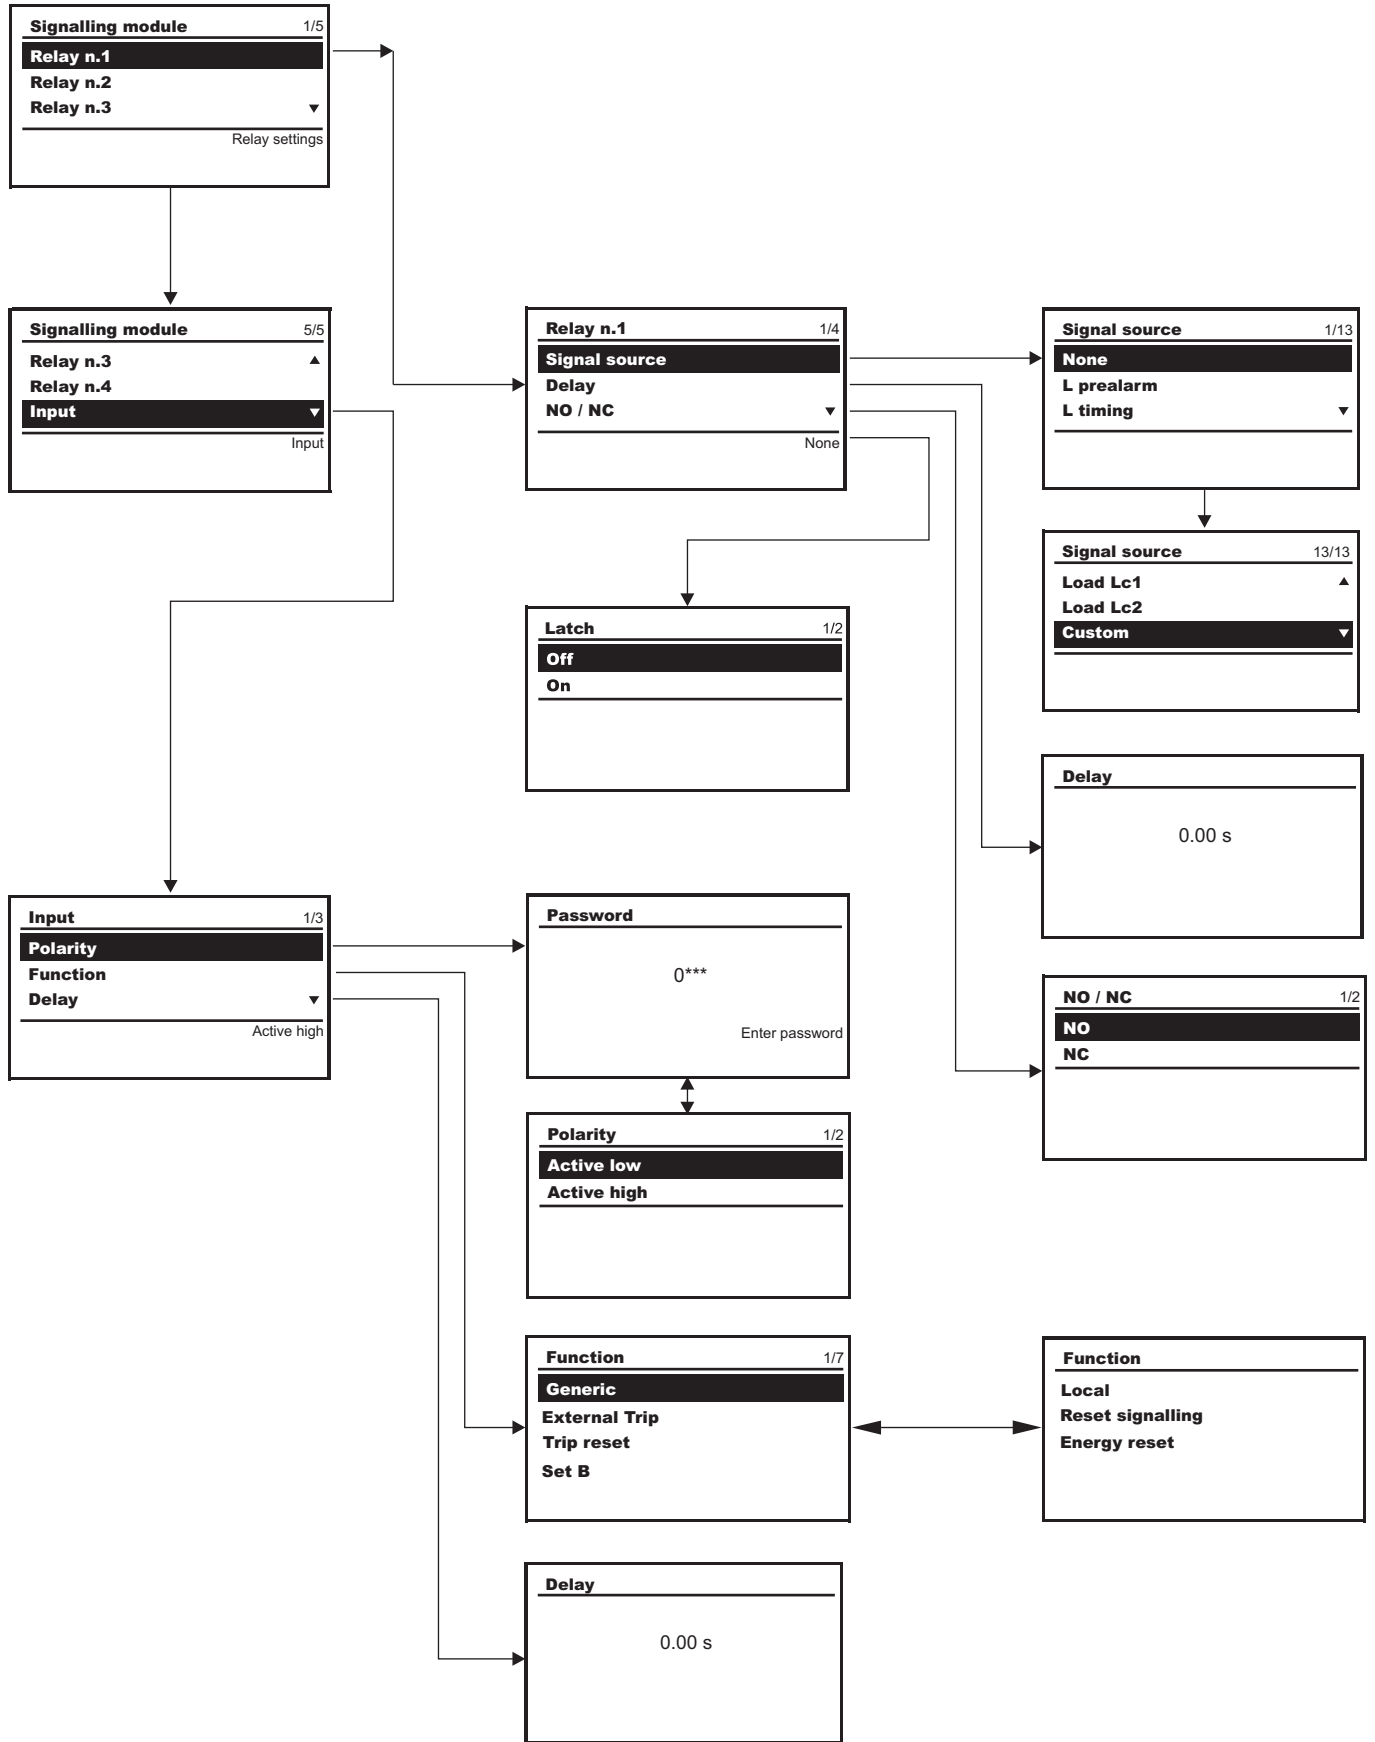 Signalling module 1/5
Relay n.1
Relay n.2
Relay n.3 ▼
Relay settings
Signalling module 5/5
Relay n.3 ▲
Relay n.4
Input ▼
Input
Relay n.1 1/4
Signal source
Delay
NO / NC ▼
None
Signal source 1/13
None
L prealarm
L timing ▼
Signal source 13/13
Load Lc1 ▲
Load Lc2
Custom ▼
Latch 1/2
Off
On
Delay
0.00 s
Input 1/3
Polarity
Function
Delay ▼
Active high
Password
0***
Enter password
NO / NC 1/2
NO
NC
Polarity 1/2
Active low
Active high
Function 1/7
Generic
External Trip
Trip reset
Set B
Function
Local
Reset signalling
Energy reset
Delay
0.00 s